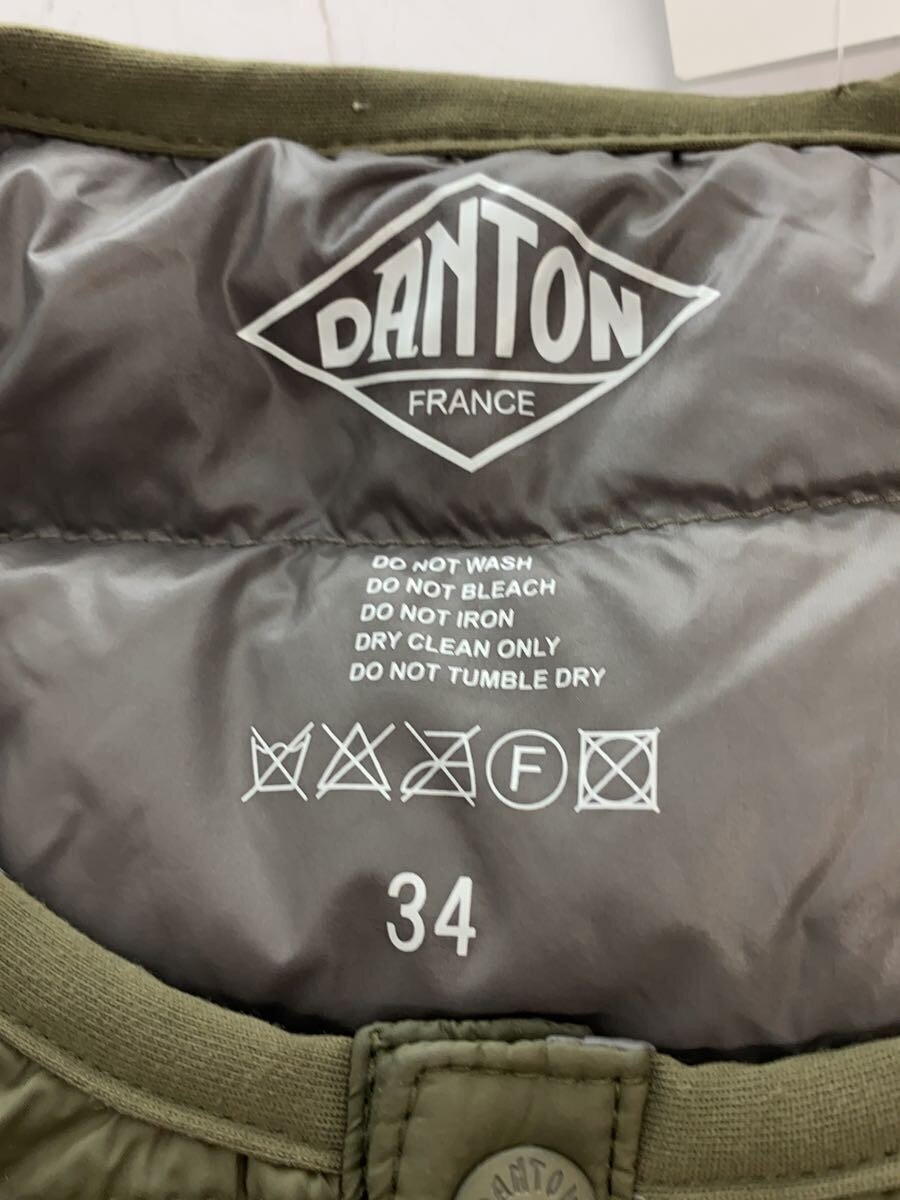 DANTON
FRANCE
DO NOT WASH
DO NOT BLEACH
DO NOT IRON
DRY CLEAN ONLY
DO NOT TUMBLE DRY
F
34
DANTON